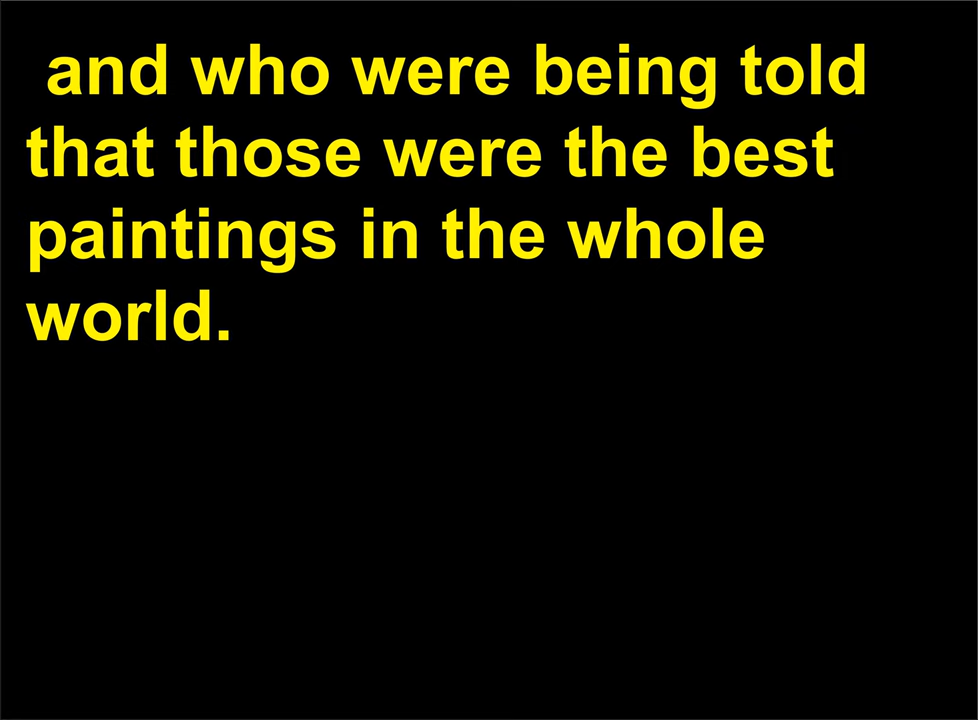 and who were being told
that those were the best
paintings in the whole
world.